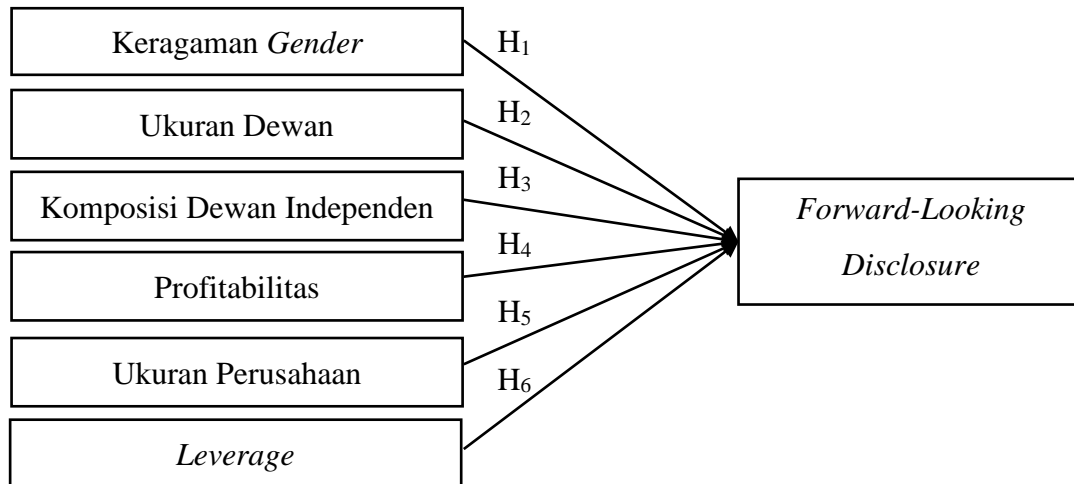 Keragaman Gender
H₁
Ukuran Dewan
H₂
Komposisi Dewan Independen
H₃
Profitabilitas
H₄
Ukuran Perusahaan
H₅
Leverage
H₆
Forward-Looking
Disclosure